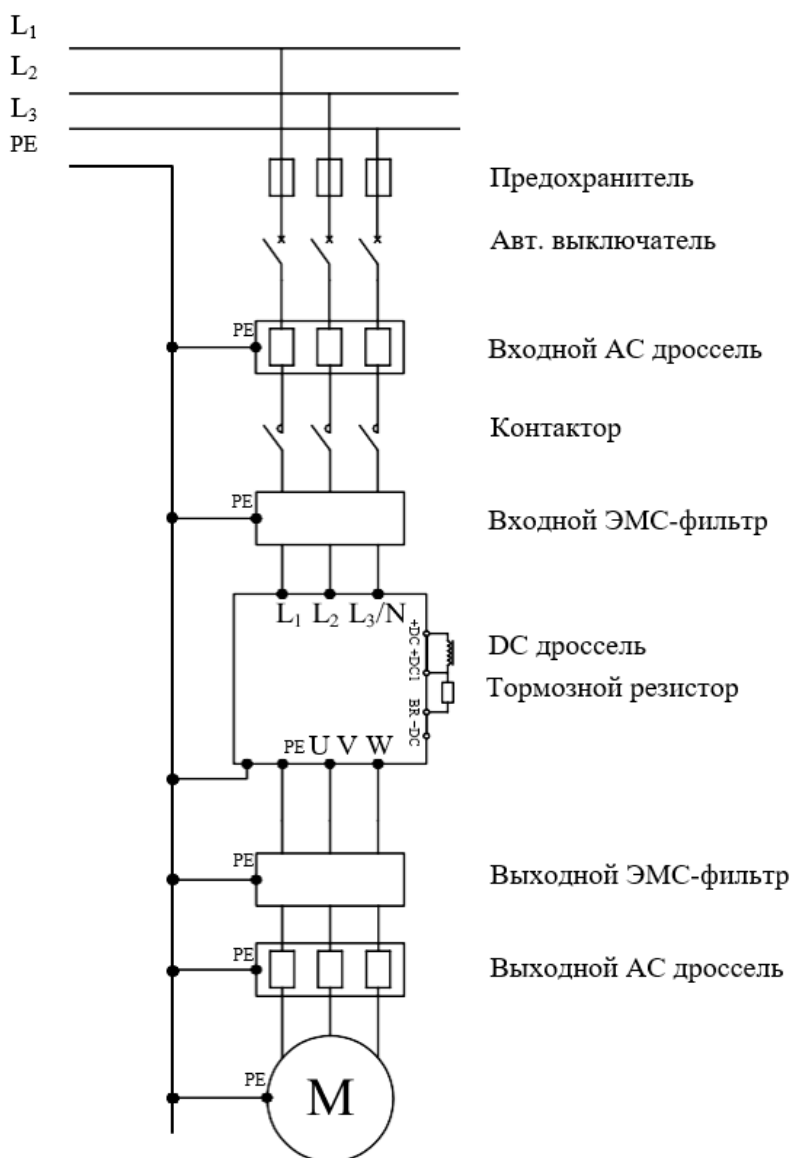 L₁
L₂
L₃
PE
Предохранитель
Авт. выключатель
PE
Входной АС дроссель
Контактор
PE
Входной ЭМС-фильтр
L₁ L₂ L₃/N
+DC +DC1
DC дроссель
Тормозной резистор
BR -DC
PE U V W
PE
Выходной ЭМС-фильтр
PE
Выходной АС дроссель
PE
M